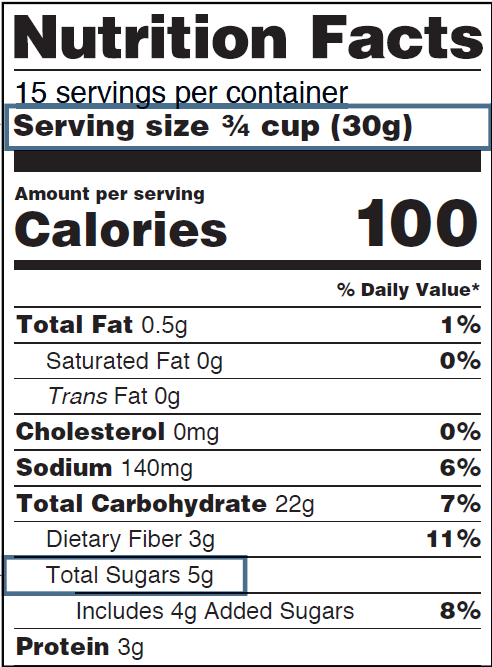 Nutrition Facts
15 servings per container
Serving size ¾ cup (30g)
Amount per serving
Calories 100
% Daily Value*
Total Fat 0.5g 1%
Saturated Fat 0g 0%
Trans Fat 0g
Cholesterol 0mg 0%
Sodium 140mg 6%
Total Carbohydrate 22g 7%
Dietary Fiber 3g 11%
Total Sugars 5g
Includes 4g Added Sugars 8%
Protein 3g